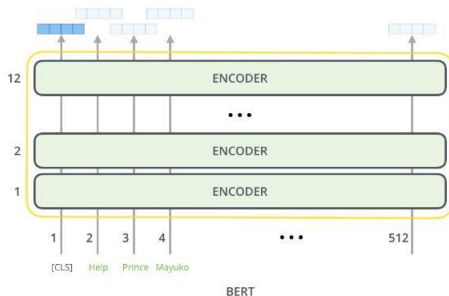 12 ENCODER
...
2 ENCODER
1 ENCODER
1 2 3 4 ... 512
[CLS] Help Prince Mayuko
BERT